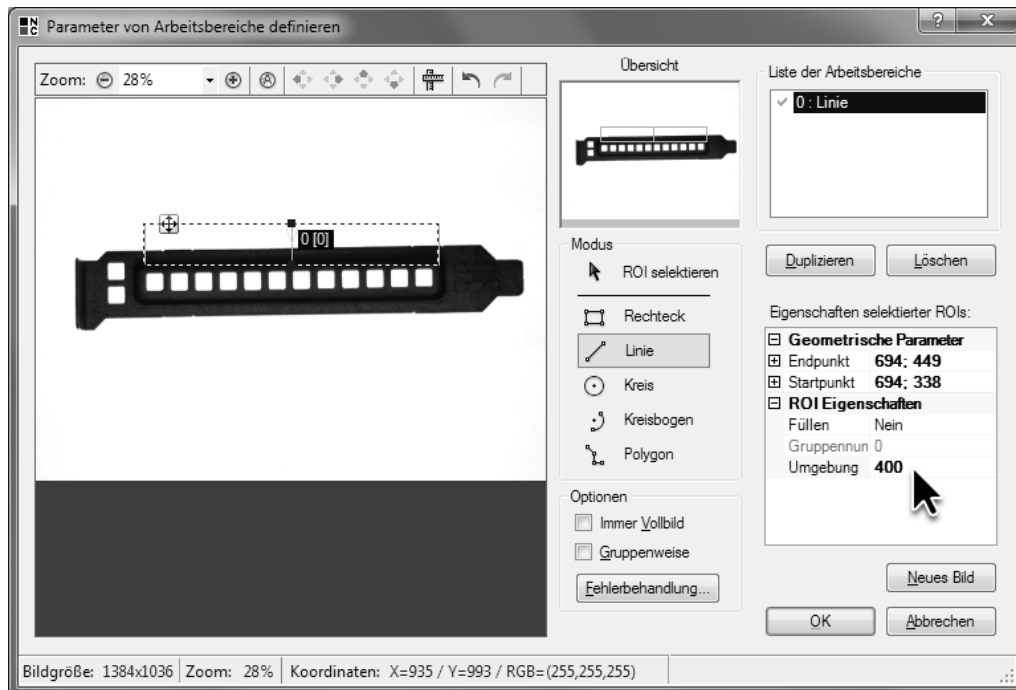 Parameter von Arbeitsbereiche definieren
Zoom: 28%
0 [0]
Übersicht
Modus
ROI selektieren
Rechteck
Linie
Kreis
Kreisbogen
Polygon
Optionen
Immer Vollbild
Gruppenweise
Fehlerbehandlung...
Liste der Arbeitsbereiche
0 : Linie
Duplizieren Löschen
Eigenschaften selektierter ROIs:
Geometrische Parameter
Endpunkt 694; 449
Startpunkt 694; 338
ROI Eigenschaften
Füllen Nein
Gruppennun 0
Umgebung 400
Neues Bild
OK Abbrechen
Bildgröße: 1384x1036 Zoom: 28% Koordinaten: X=935 / Y=993 / RGB=(255,255,255)